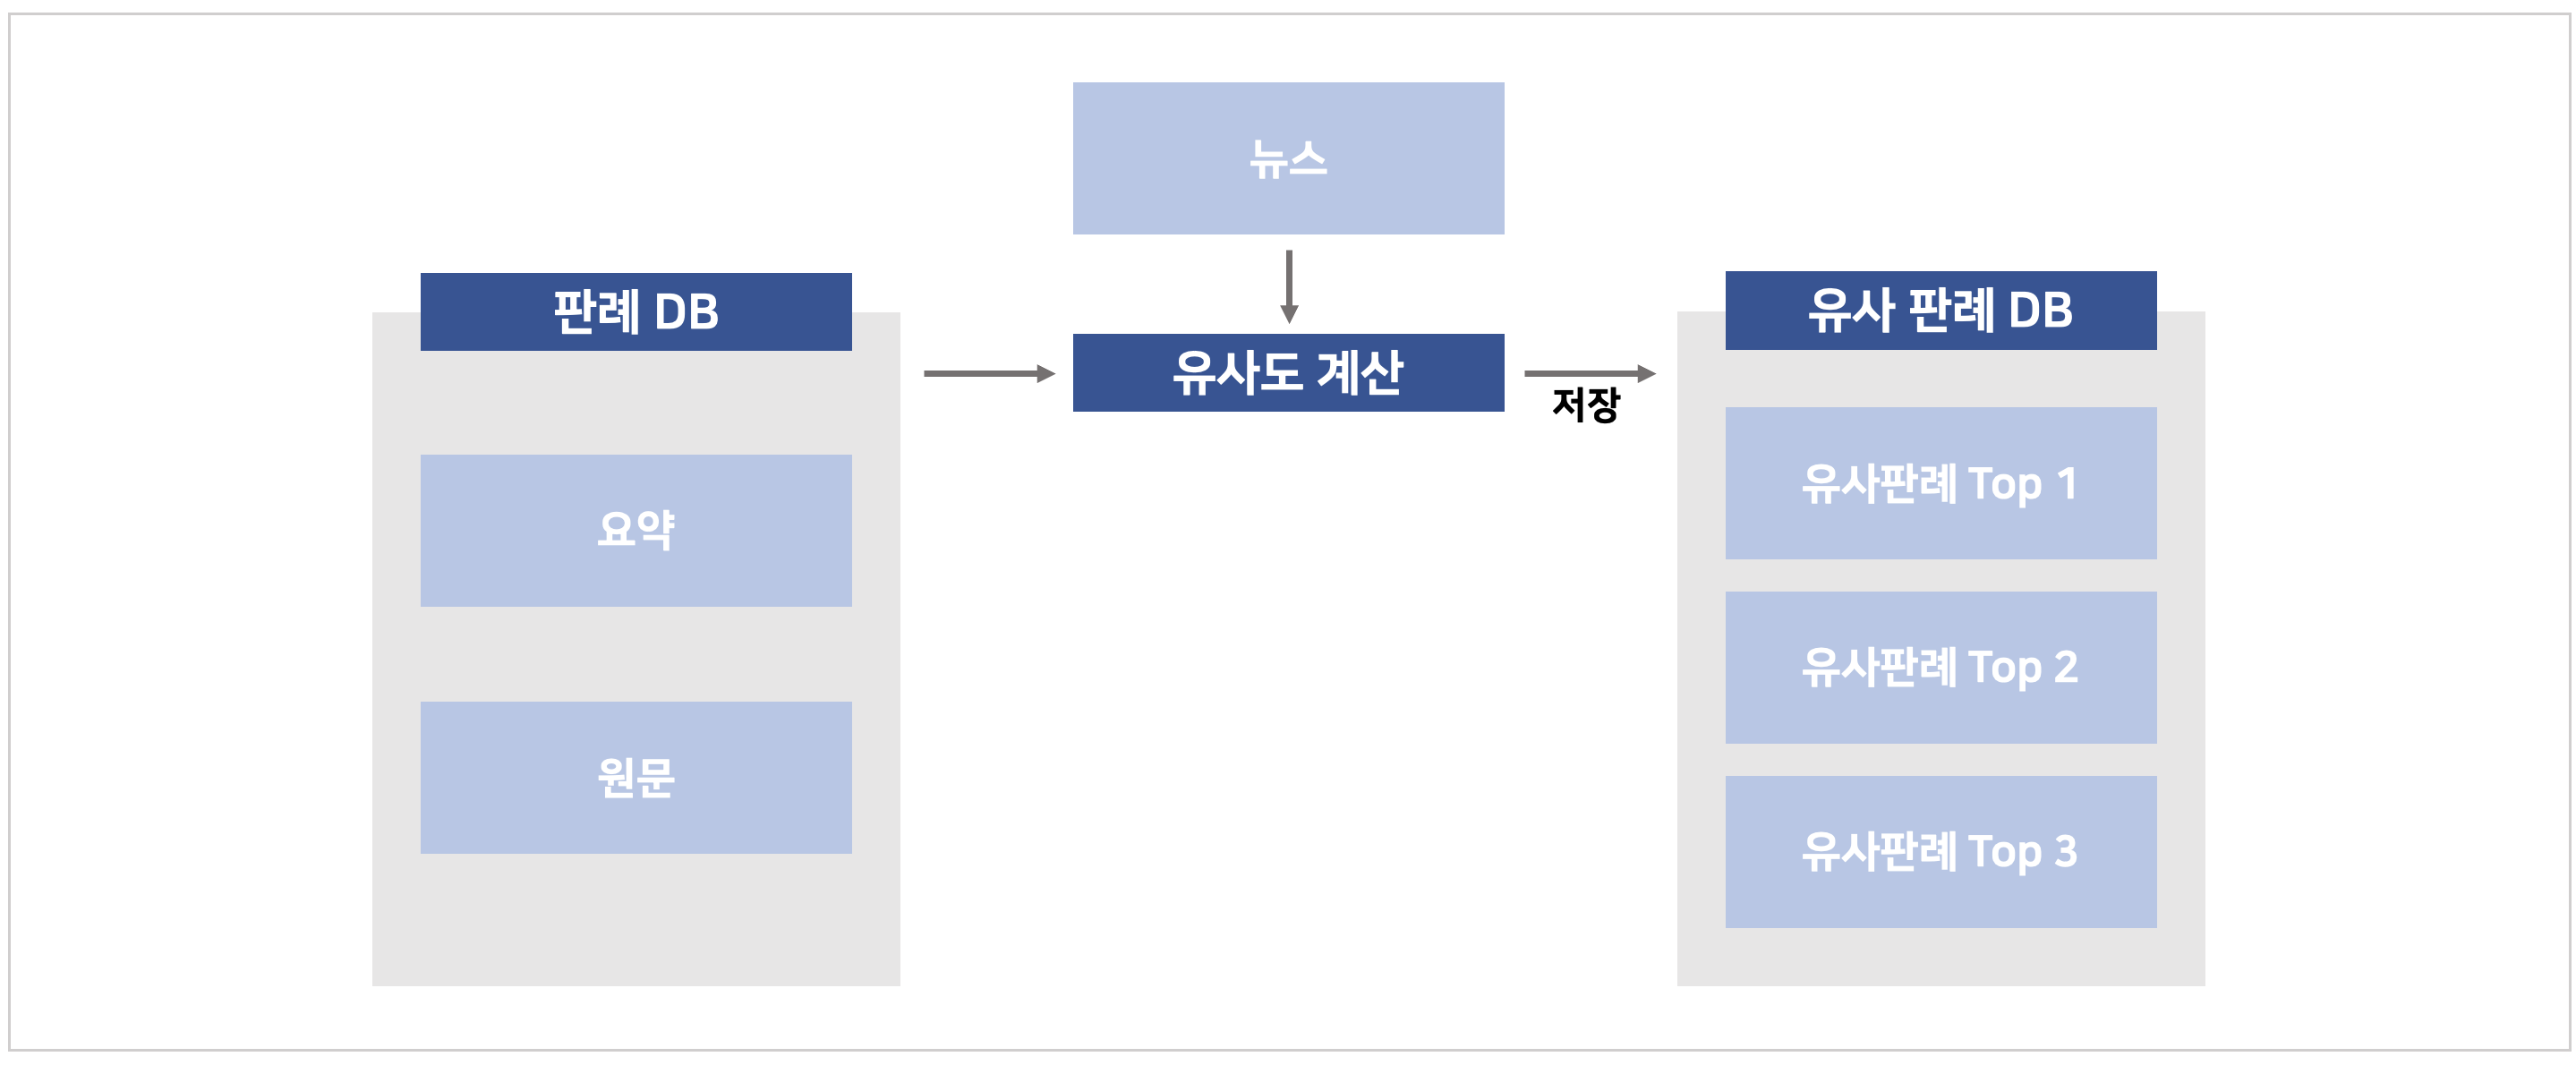 뉴스
판례 DB
유사도 계산
저장
유사 판례 DB
요약
원문
유사판례 Top 1
유사판례 Top 2
유사판례 Top 3